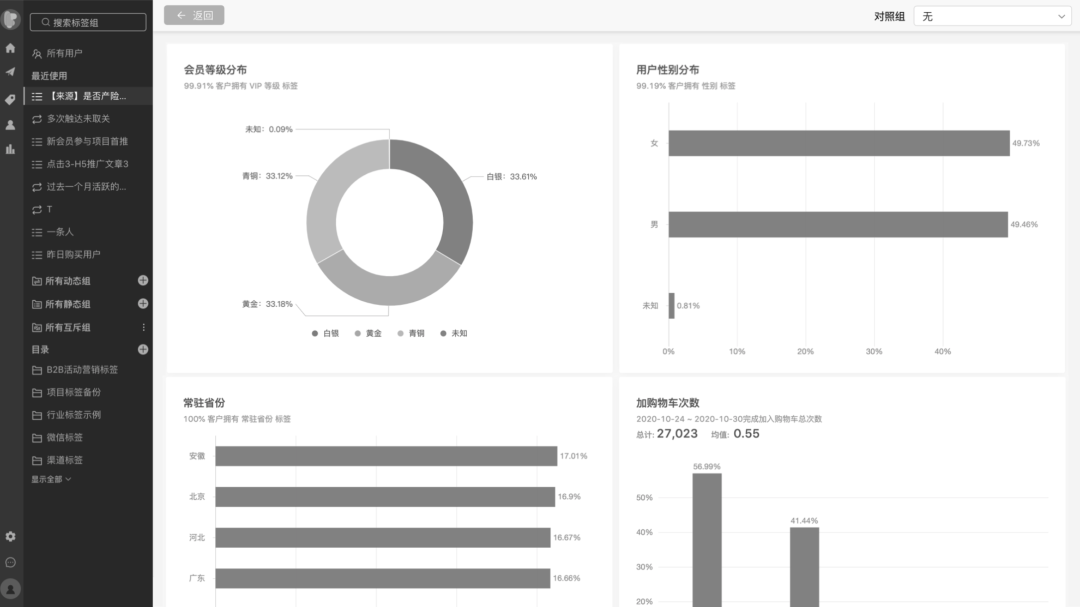 搜索标签组
所有用户
最近使用
【来源】是否产险...
多次触达未取关
新会员参与项目首推
点击3-H5推广文章3
过去一个月活跃的...
T
一条人
昨日购买用户
所有动态组
所有静态组
所有互斥组
目录
B2B活动营销标签
项目标签备份
行业标签示例
微信标签
渠道标签
显示全部
返回
对照组 无
会员等级分布
99.91% 客户拥有 VIP 等级 标签
未知: 0.09%
青铜: 33.12%
白银: 33.61%
黄金: 33.18%
白银 黄金 青铜 未知
用户性别分布
99.19% 客户拥有 性别 标签
女 49.73%
男 49.46%
未知 0.81%
0% 10% 20% 30% 40%
常驻省份
100% 客户拥有 常驻省份 标签
安徽 17.01%
北京 16.9%
河北 16.67%
广东 16.66%
加购物车次数
2020-10-24 ~ 2020-10-30完成加入购物车总次数
总计: 27,023 均值: 0.55
56.99%
50%
41.44%
40%
30%
20%